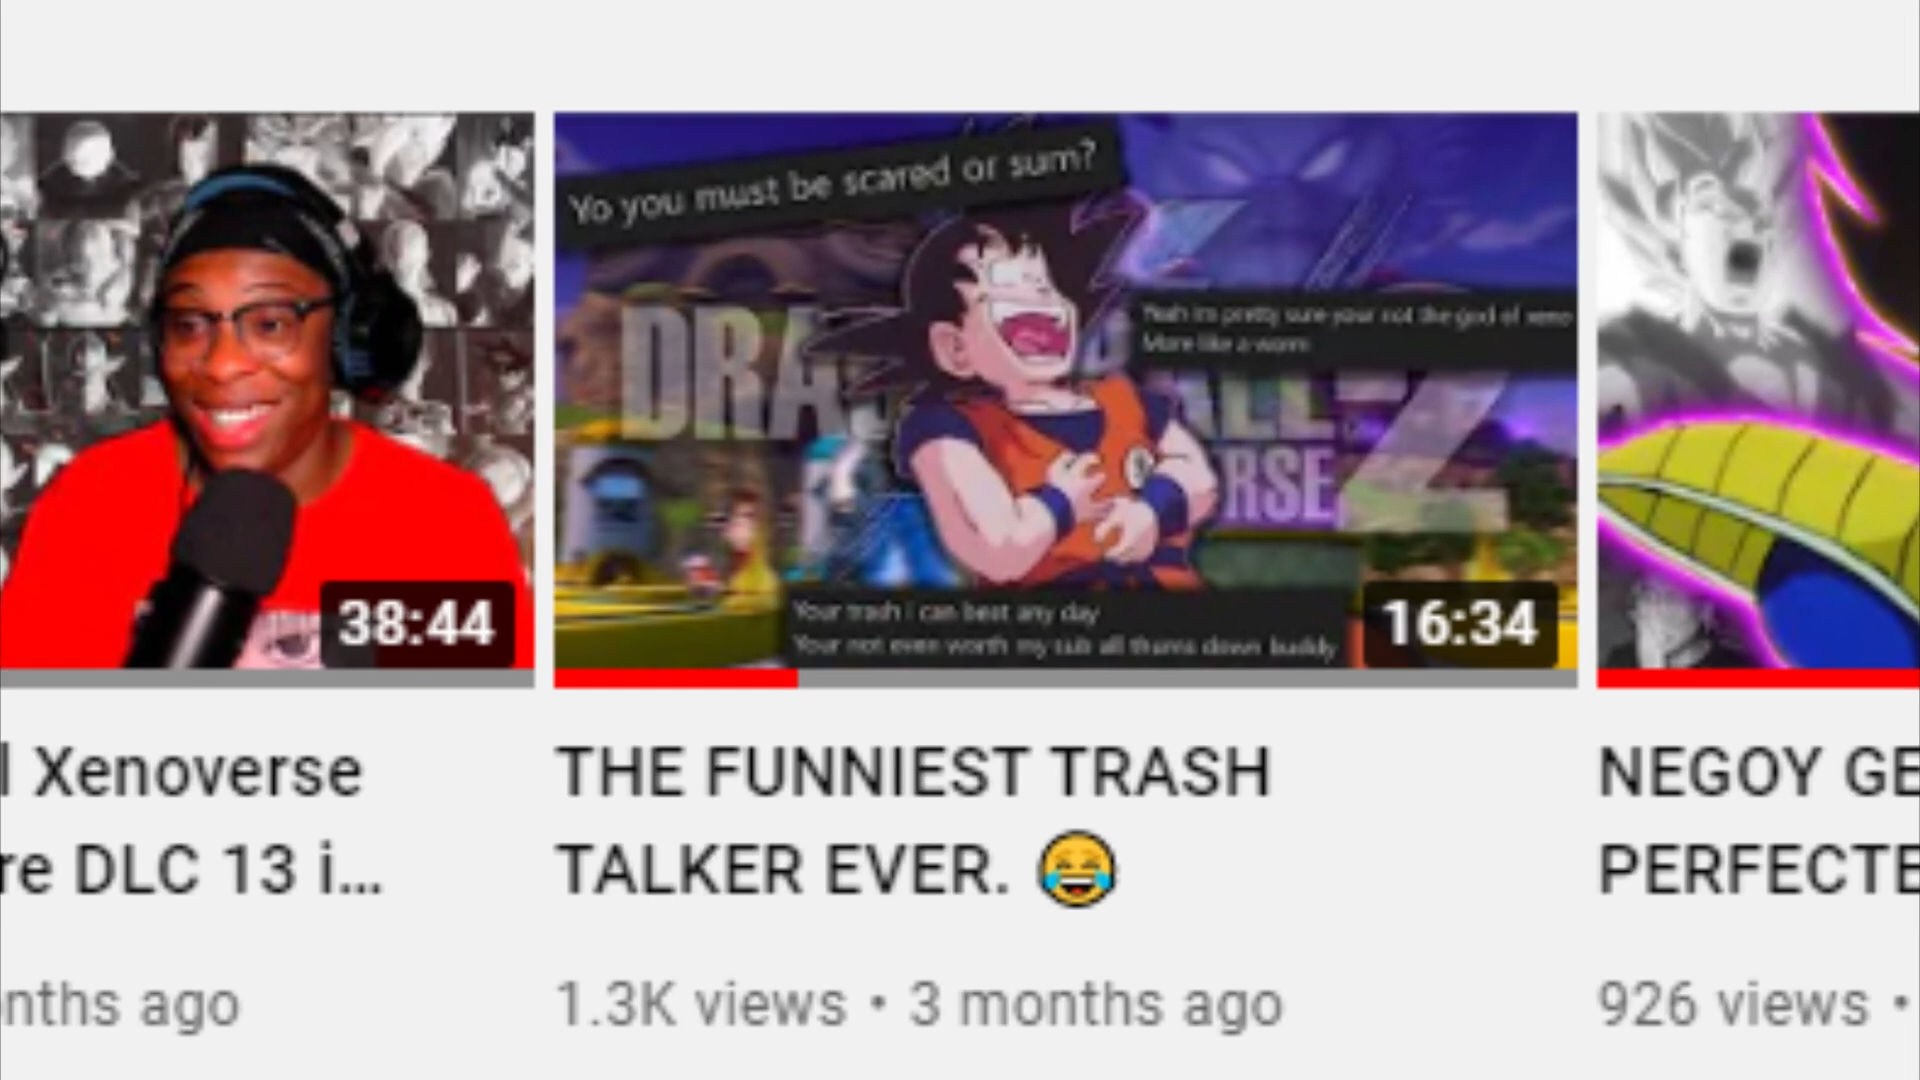 Yo you must be scared or sum?
DRA ALL Z
RSE
Yeah im pretty sure your not the god of xeno
More like a worm
Your trash i can beat any day
Your not even worth my sub all thums down buddy
38:44
16:34
l Xenoverse
re DLC 13 i...
nths ago
THE FUNNIEST TRASH
TALKER EVER. 😂
1.3K views • 3 months ago
NEGOY GE
PERFECTE
926 views •